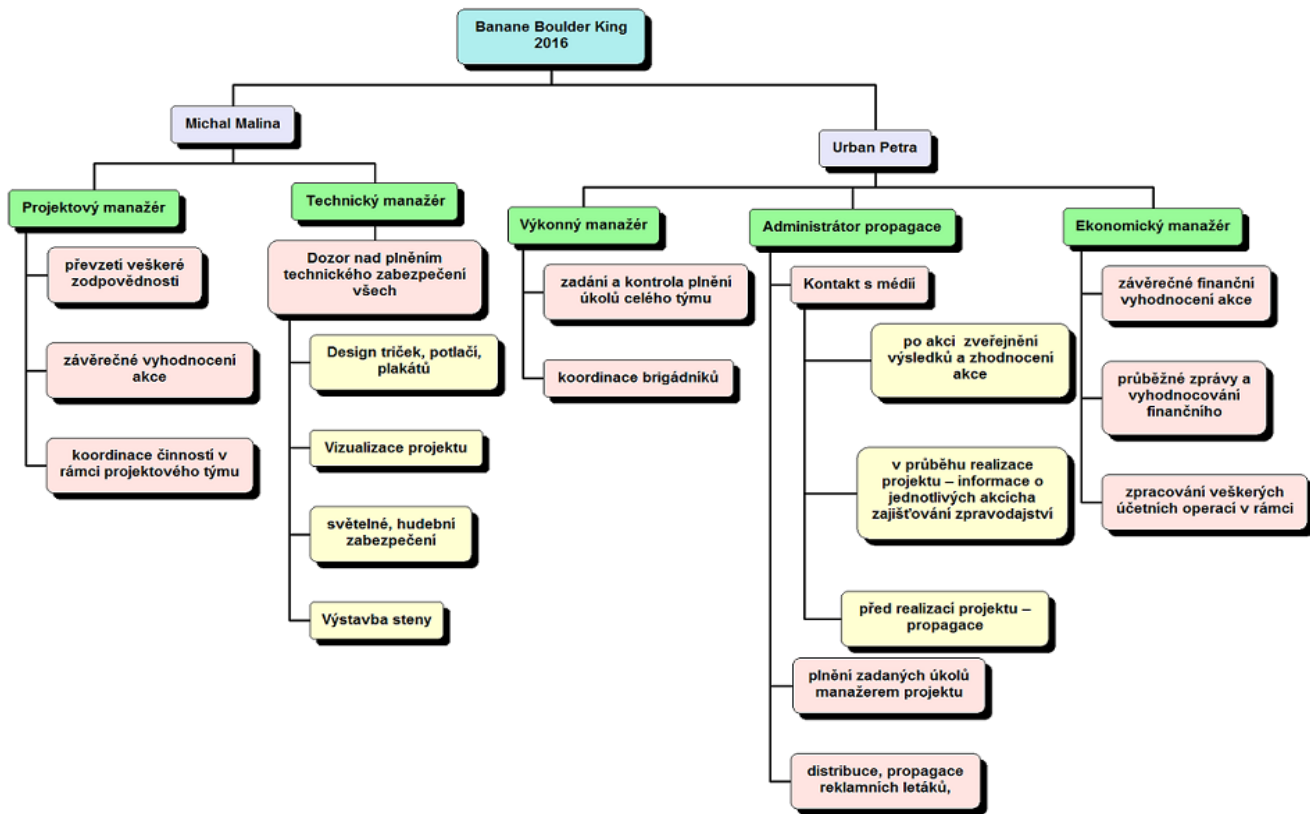 Banane Boulder King
2016
Michal Malina
Urban Petra
Projektový manažér
převzeti veškeré
zodpovědnosti
závěrečné vyhodnocení
akce
koordinace činností v
rámci projektového týmu
Technický manažér
Dozor nad plněním
technického zabezpečení
všech
Design triček, potlačí,
plakátů
Vizualizace projektu
světelné, hudební
zabezpečení
Výstavba steny
Výkonný manažér
zadání a kontrola plnění
úkolů celého týmu
koordinace brigádníků
Administrátor propagace
Kontakt s médií
po akci zveřejnění
výsledků a zhodnocení
akce
v průběhu realizace
projektu – informace o
jednotlivých akcícha
zajišťování zpravodajství
před realizací projektu –
propagace
plnění zadaných úkolů
manažerem projektu
distribuce, propagace
reklamních letáků,
Ekonomický manažér
závěrečné finanční
vyhodnocení akce
průběžné zprávy a
vyhodnocování
finančního
zpracování veškerých
účetních operací v rámci